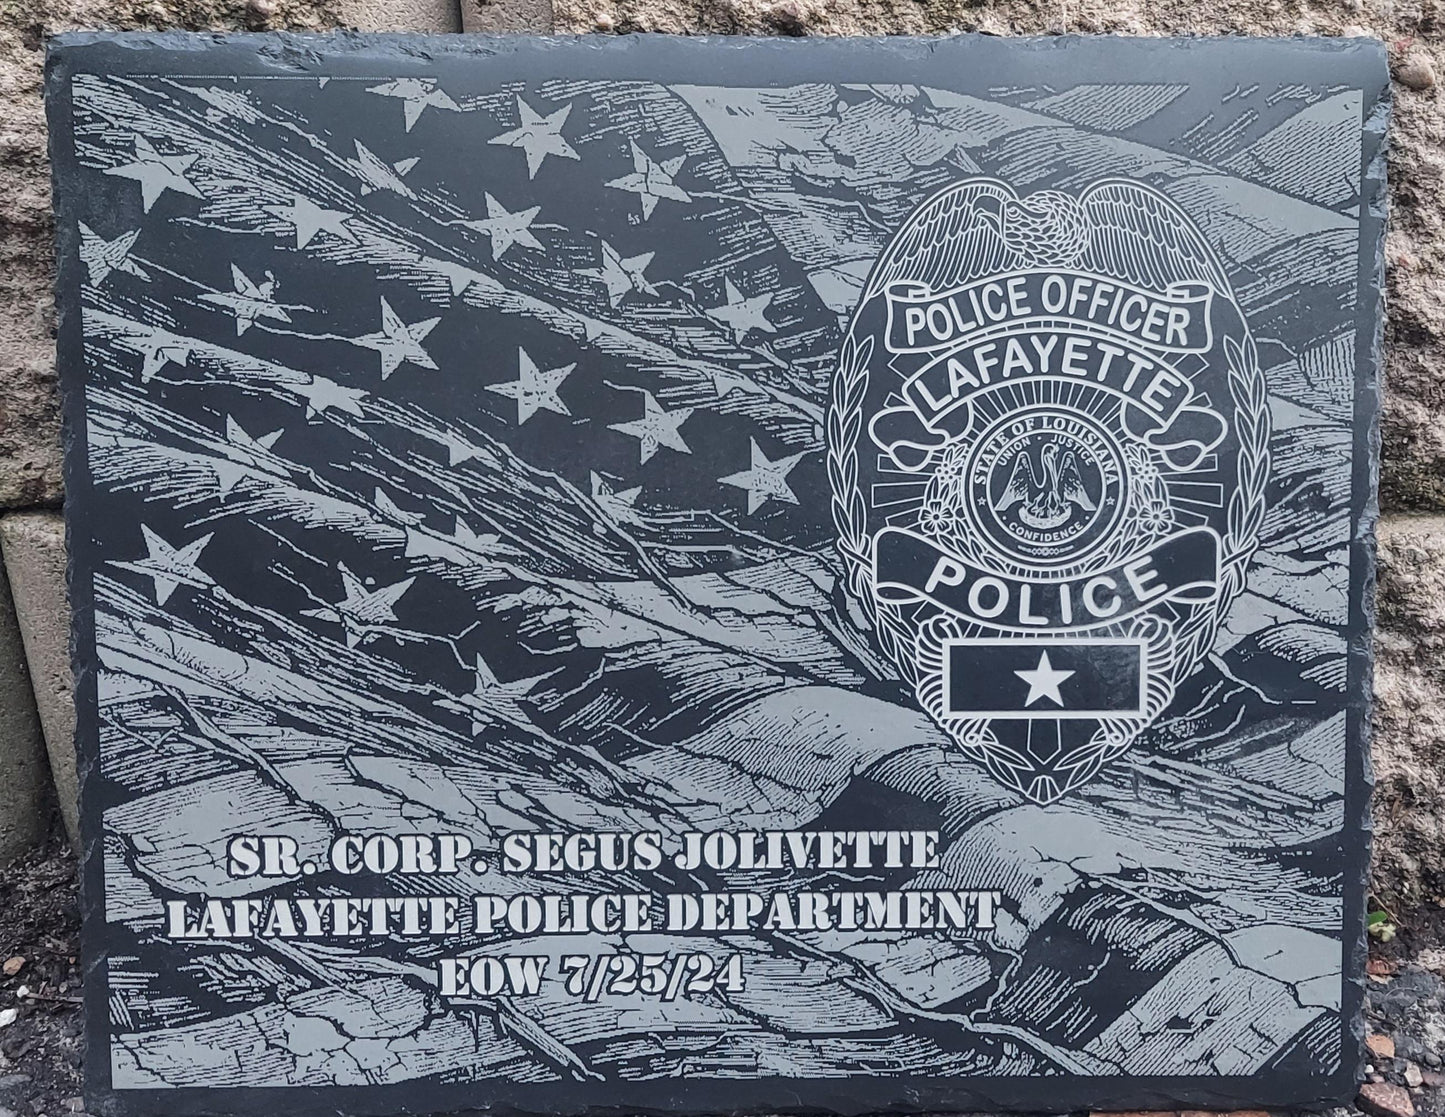 POLICE OFFICER
LAFAYETTE
STATE OF LOUISIANA
UNION · JUSTICE
CONFIDENCE
POLICE
SR. CORP. SEGUS JOLIVETTE
LAFAYETTE POLICE DEPARTMENT
EOW 7/25/24